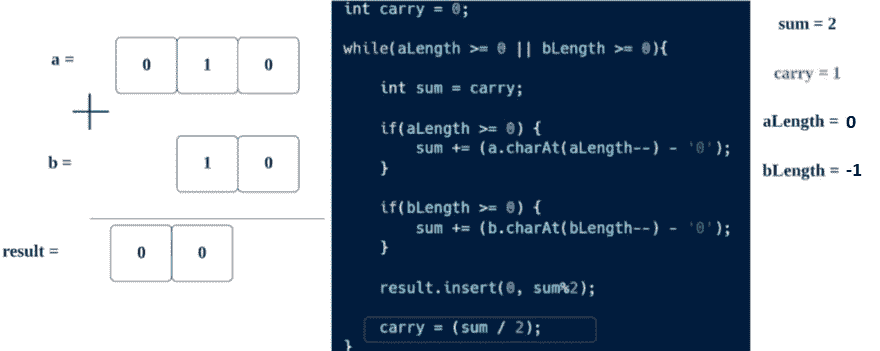 a =
0 1 0
b =
1 0
result =
0 0
int carry = 0;
while(aLength >= 0 || bLength >= 0){
int sum = carry;
if(aLength >= 0) {
sum += (a.charAt(aLength--) - '0');
}
if(bLength >= 0) {
sum += (b.charAt(bLength--) - '0');
}
result.insert(0, sum%2);
carry = (sum / 2);
}
sum = 2
carry = 1
aLength = 0
bLength = -1